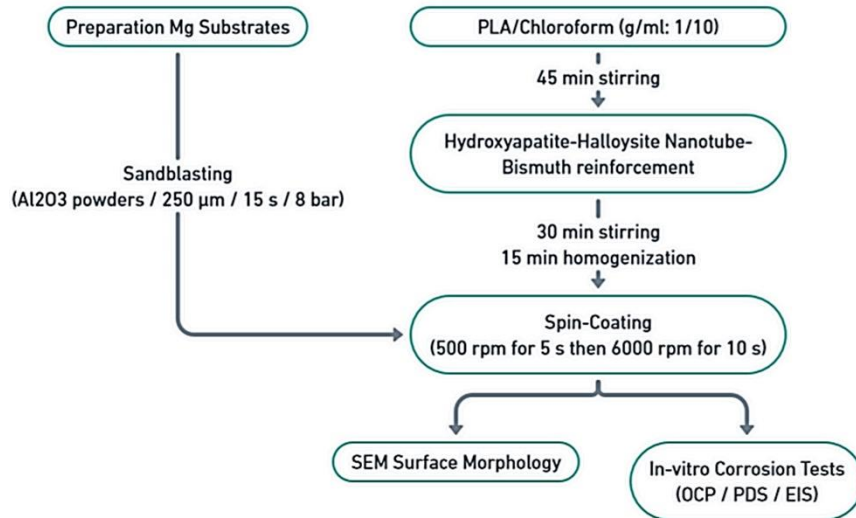 Preparation Mg Substrates
PLA/Chloroform (g/ml: 1/10)
45 min stirring
Hydroxyapatite-Halloysite Nanotube-
Bismuth reinforcement
Sandblasting
(Al2O3 powders / 250 µm / 15 s / 8 bar)
30 min stirring
15 min homogenization
Spin-Coating
(500 rpm for 5 s then 6000 rpm for 10 s)
SEM Surface Morphology
In-vitro Corrosion Tests
(OCP / PDS / EIS)